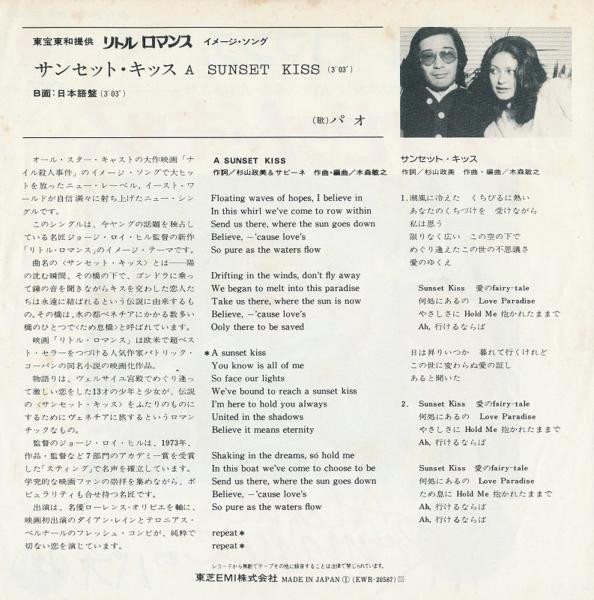 東宝東和提供 リトル ロマンス イメージ・ソング
サンセット・キッス A SUNSET KISS (3'03")
B面:日本語盤 (3'03")
(歌) パオ
オール・スター・キャストの大作映画「ナ
イル殺人事件」のイメージ・ソングで大ヒッ
トを放ったニュー・レーベル, イースト・ワ
ールドが自信満々に射ち上げたニュー・シン
グルです。
このシングルは、今ヤングの話題を独占し
ている名匠ジョージ・ロイ・ヒル監督の新作
「リトル・ロマンス」のイメージ・テーマです。
曲名の〈サンセット・キッス〉とは——陽
の沈む瞬間、その橋の下で、ゴンドラに乗っ
て鐘の音を聞きながらキスを交わした恋人た
ちは永遠に結ばれるという伝説に由来するも
の。その橋は、水の都ベネチアにかかる数多い
橋のひとつで〈ため息橋〉と呼ばれています。
映画「リトル・ロマンス」は欧米で超ベス
ト・セラーをつづける人気作家パトリック・
コーバンの同名小説の映画化作品。
物語りは、ヴェルサイユ宮殿でめぐり逢っ
て激しい恋をした13才の少年と少女が、伝説
の〈サンセット・キッス〉をふたりのものに
するためにヴェネチアに旅するというロマン
チックなもの。
監督のジョージ・ロイ・ヒルは、1973年、
作品・監督など7部門のアカデミー賞を受賞
した「スティング」で名声を確立しています。
学究的な映画ファンの崇拝を集めながら、ポ
ピュラリティも合せ持つ名匠です。
出演は、名優ローレンス・オリビエを軸に、
映画初出演のダイアン・レインとテロニアス・
ベルナールのフレッシュ・コンビが、純粋で
切ない恋を演じています。
A SUNSET KISS
作詞/杉山政美&サビーネ 作曲・編曲/木森敏之
Floating waves of hopes, I believe in
In this whirl we've come to row within
Send us there, where the sun goes down
Believe, –'cause love's
So pure as the waters flow
Drifting in the winds, don't fly away
We began to melt into this paradise
Take us there, where the sun is now
Believe, –'cause love's
Ooly there to be saved
*A sunset kiss
You know is all of me
So face our lights
We've bound to reach a sunset kiss
I'm here to hold you always
United in the shadows
Believe it means eternity
Shaking in the dreams, so hold me
In this boat we've come to choose to be
Send us there, where the sun goes down
Believe, –'cause love's
So pure as the waters flow
repeat*
repeat*
サンセット・キッス
作詞/杉山政美 作曲・編曲/木森敏之
1.潮風に冷えた くちびるに熱い
あなたのくちづけを 受けながら
私は思う
限りなく広い この空の下で
めぐり逢えたこの世の不思議さ
愛のゆくえ
Sunset Kiss 愛のfairy-tale
何処にあるの Love Paradise
やさしさに Hold Me 抱かれたままで
Ah, 行けるならば
日は昇りいつか 暮れて行くけれど
この世に変わらぬ愛の証し
あると聞いた
2. Sunset Kiss 愛のfairy-tale
何処にあるの Love Paradise
やさしさに Hold Me 抱かれたままで
Ah, 行けるならば
Sunset Kiss 愛のfairy-tale
何処にあるの Love Paradise
ため息に Hold Me 抱かれたままで
Ah, 行けるならば
Ah, 行けるならば
レコードから無断でテープその他に録音することは法律で禁じられています。
東芝EMI株式会社 MADE IN JAPAN (EWR-20587)